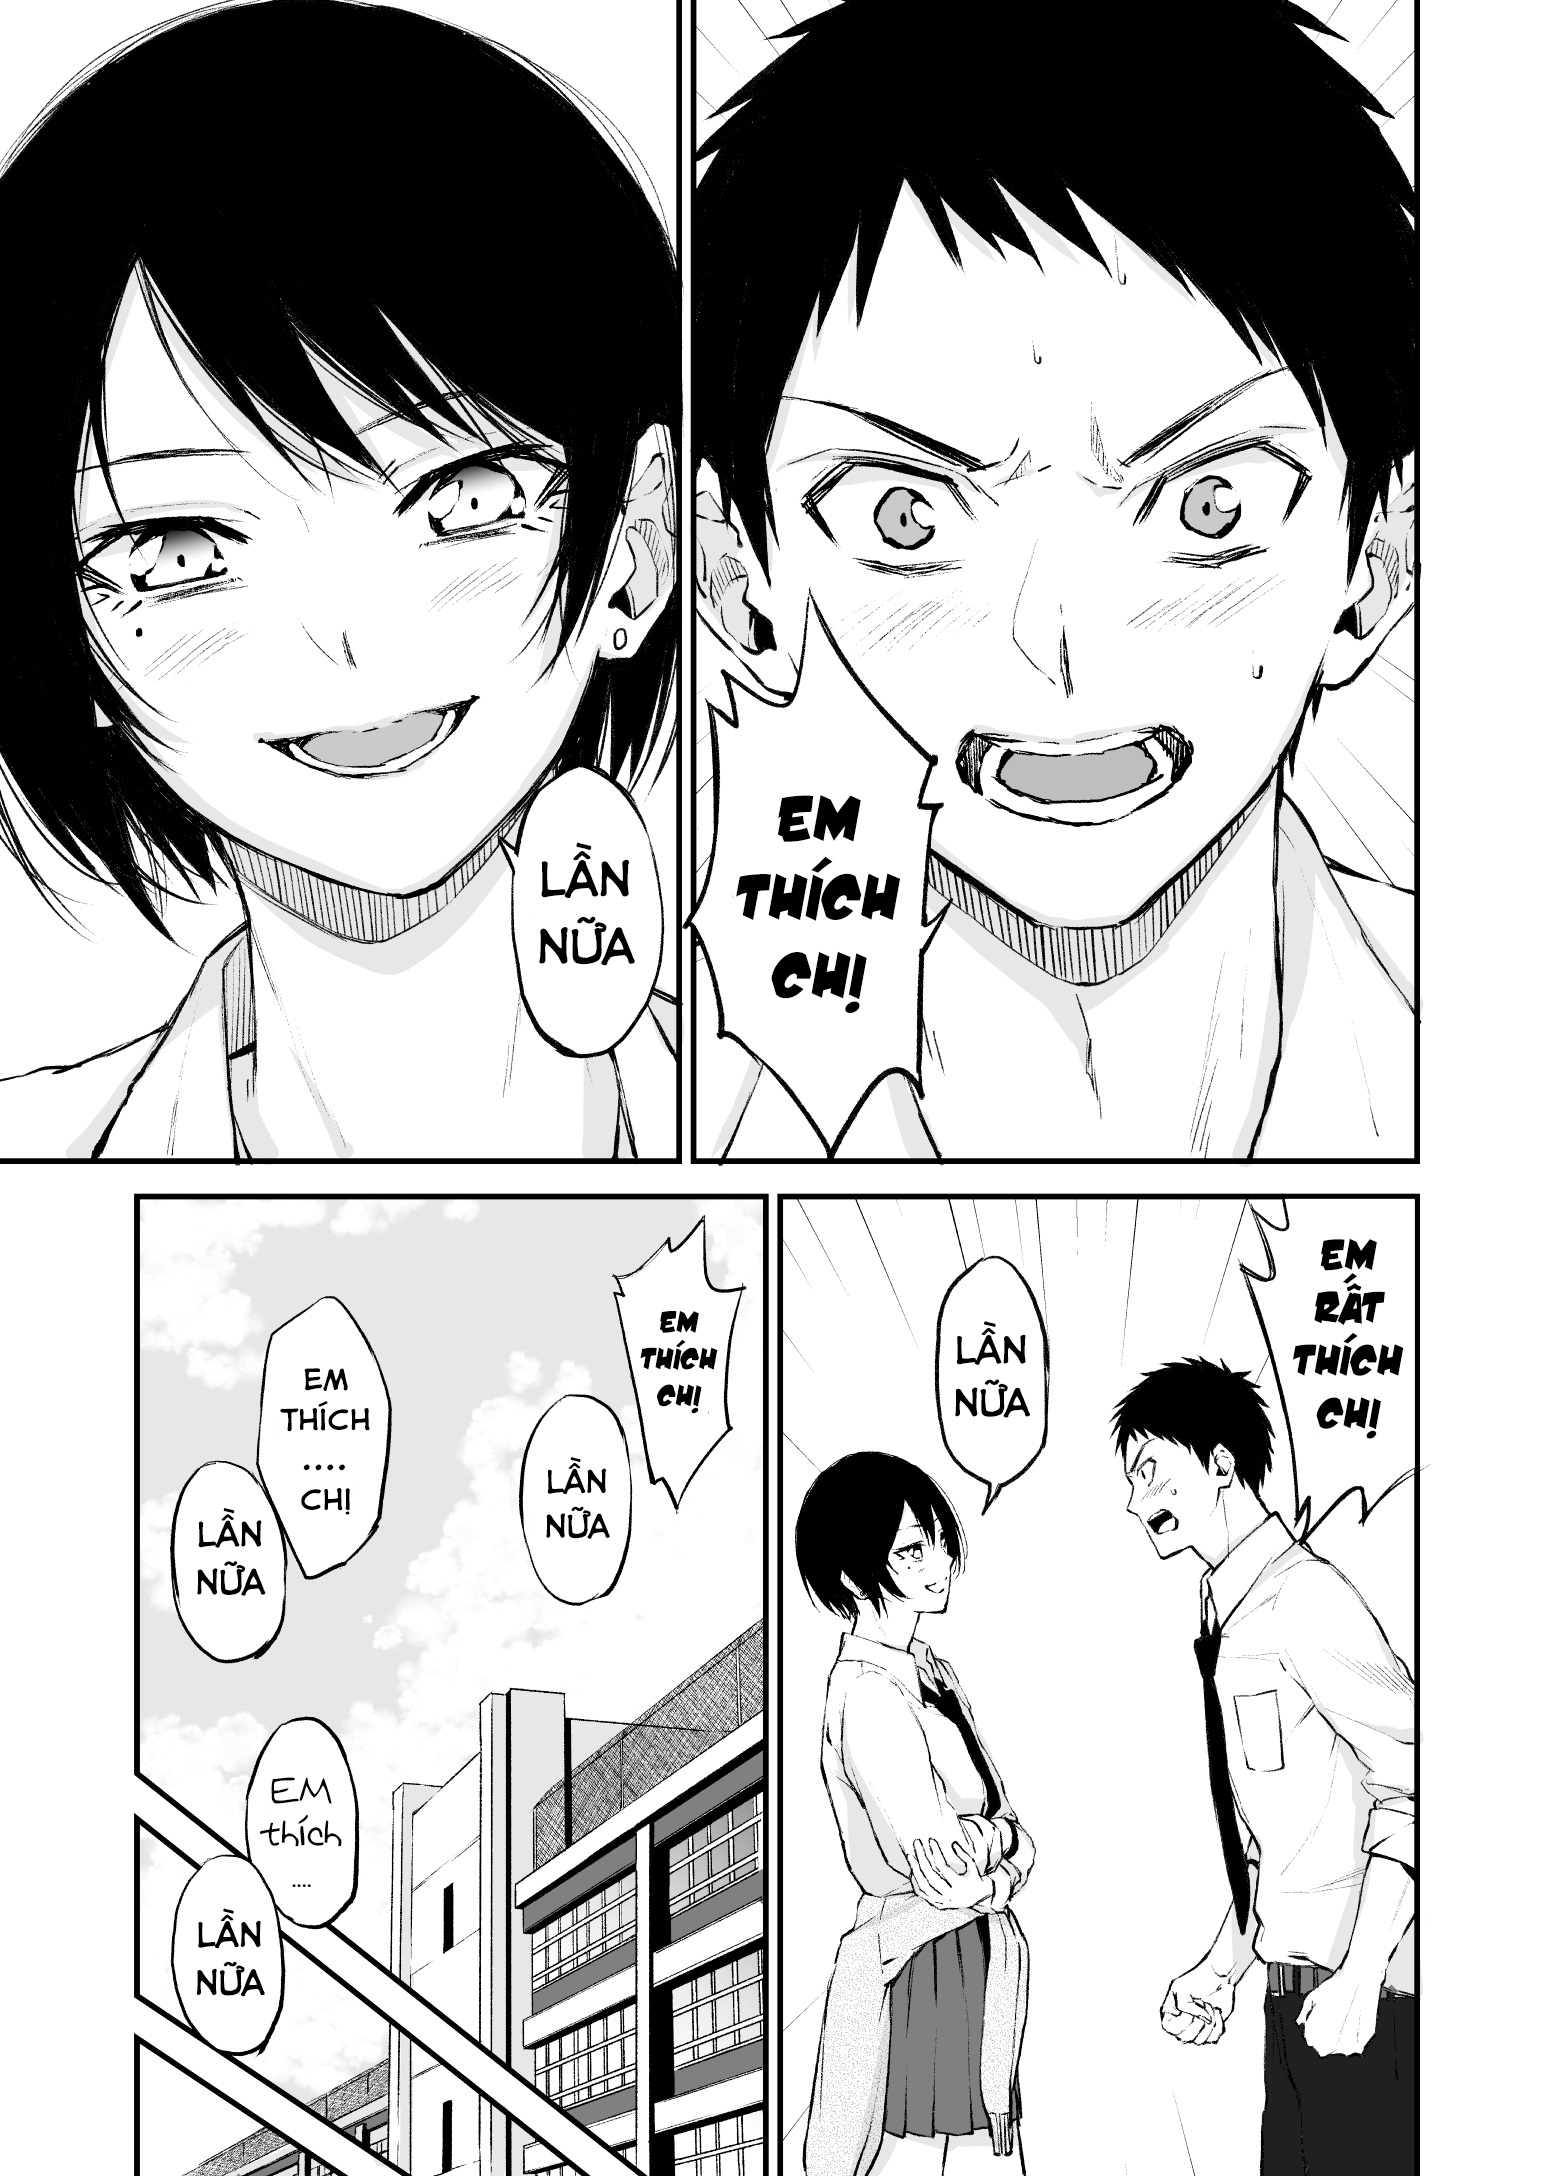 EM
THÍCH
CHỊ
LẦN
NỮA
EM
RẤT
THÍCH
CHỊ
LẦN
NỮA
EM
THÍCH
CHỊ
LẦN
NỮA
EM
THÍCH
....
CHỊ
LẦN
NỮA
EM
thích
....
LẦN
NỮA